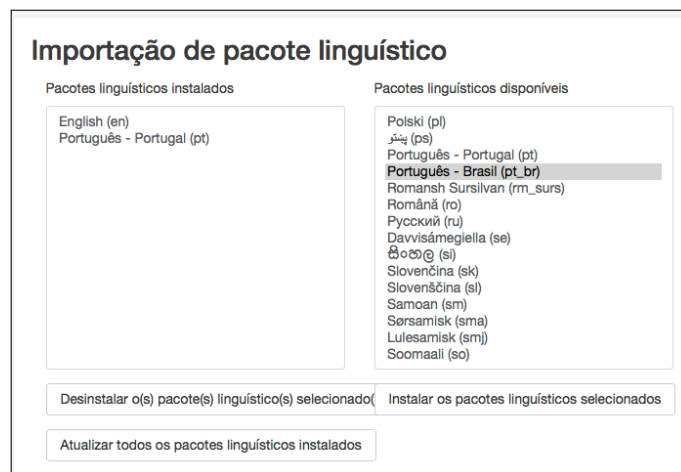 Importação de pacote linguístico
Pacotes linguísticos instalados
English (en)
Português - Portugal (pt)
Pacotes linguísticos disponíveis
Polski (pl)
پښتو (ps)
Português - Portugal (pt)
Português - Brasil (pt_br)
Romansh Sursilvan (rm_surs)
Română (ro)
Русский (ru)
Davvisámegiella (se)
සිංහල (si)
Slovenčina (sk)
Slovenščina (sl)
Samoan (sm)
Sørsamisk (sma)
Lulesamisk (smj)
Soomaali (so)
Desinstalar o(s) pacote(s) linguístico(s) selecionado(
Instalar os pacotes linguísticos selecionados
Atualizar todos os pacotes linguísticos instalados